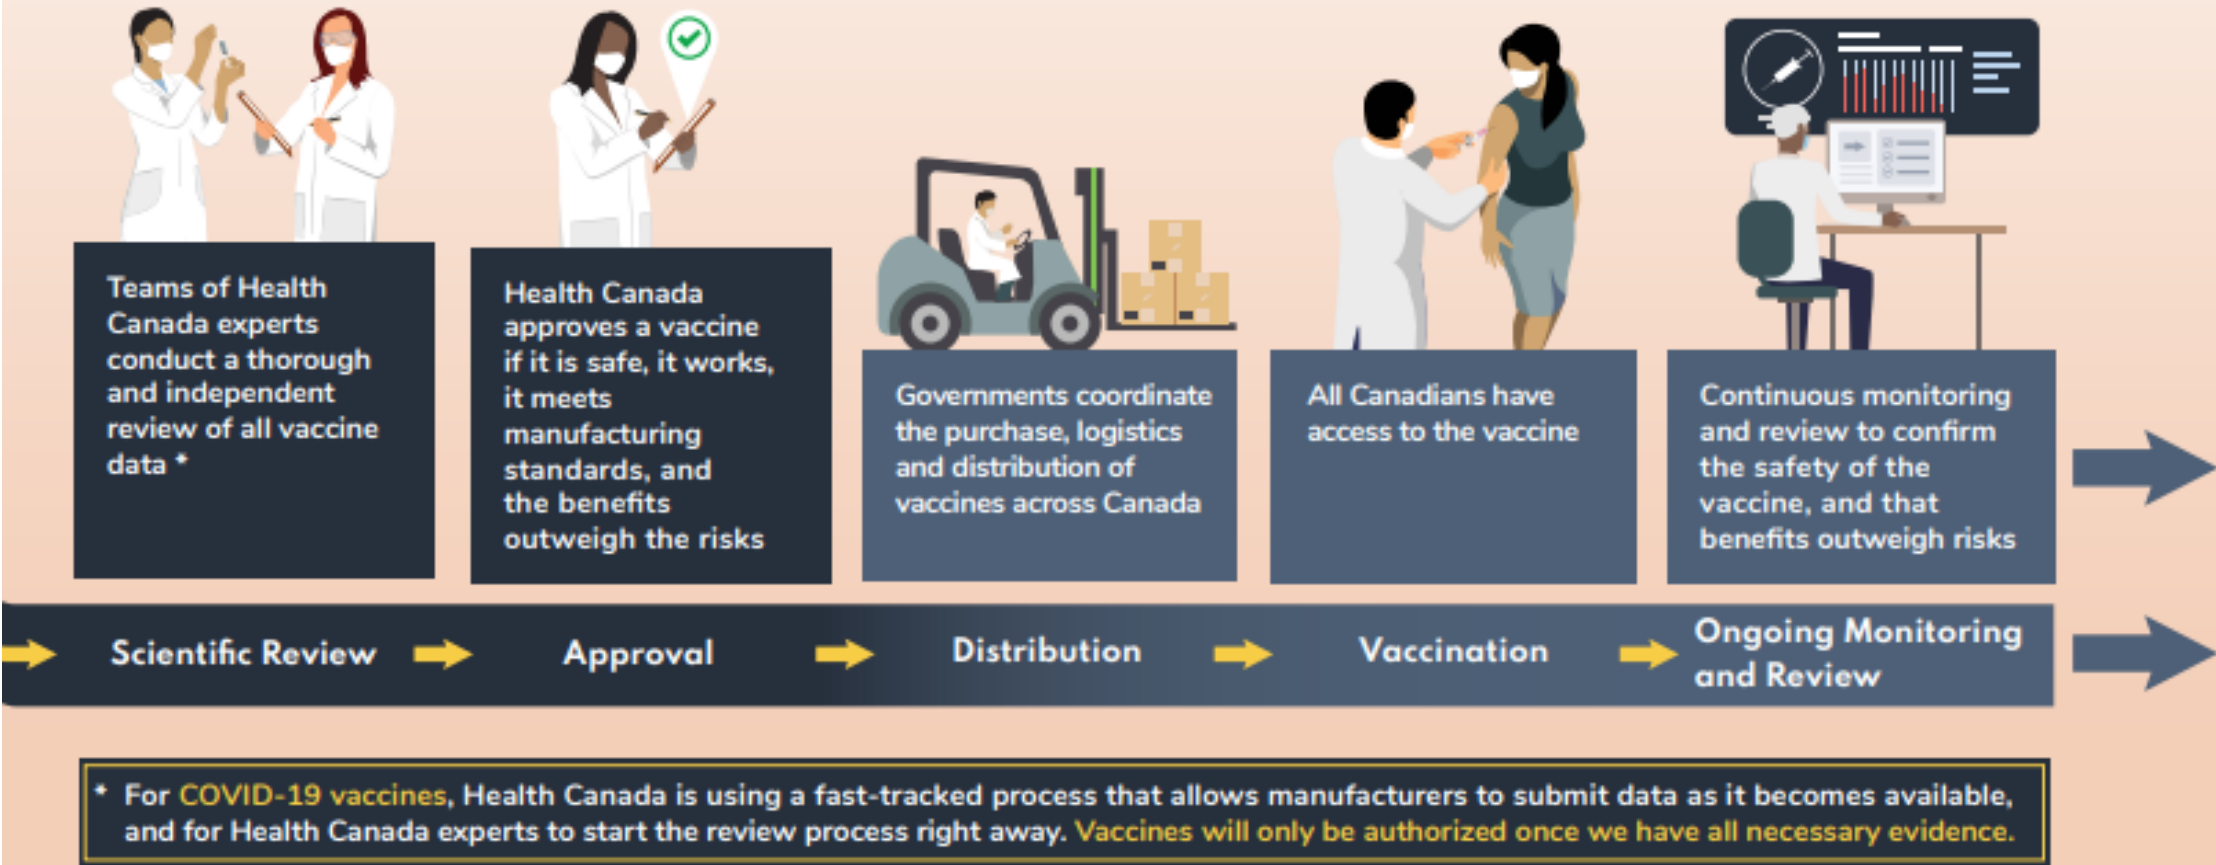 Teams of Health
Canada experts
conduct a thorough
and independent
review of all vaccine
data *
Health Canada
approves a vaccine
if it is safe, it works,
it meets
manufacturing
standards, and
the benefits
outweigh the risks
Governments coordinate
the purchase, logistics
and distribution of
vaccines across Canada
All Canadians have
access to the vaccine
Continuous monitoring
and review to confirm
the safety of the
vaccine, and that
benefits outweigh risks
Scientific Review
Approval
Distribution
Vaccination
Ongoing Monitoring
and Review
* For COVID-19 vaccines, Health Canada is using a fast-tracked process that allows manufacturers to submit data as it becomes available,
and for Health Canada experts to start the review process right away. Vaccines will only be authorized once we have all necessary evidence.